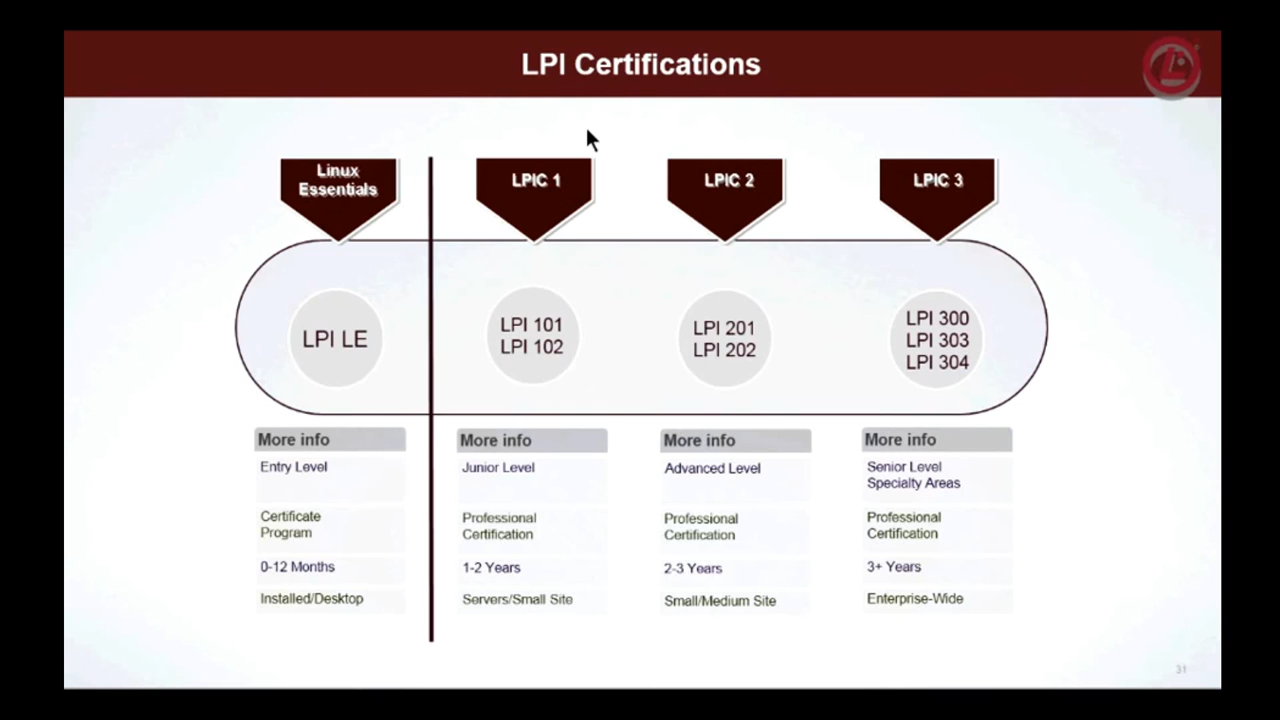 LPI Certifications
Linux
Essentials
LPIC 1
LPIC 2
LPIC 3
LPI LE
LPI 101
LPI 102
LPI 201
LPI 202
LPI 300
LPI 303
LPI 304
More info
Entry Level
Certificate
Program
0-12 Months
Installed/Desktop
More info
Junior Level
Professional
Certification
1-2 Years
Servers/Small Site
More info
Advanced Level
Professional
Certification
2-3 Years
Small/Medium Site
More info
Senior Level
Specialty Areas
Professional
Certification
3+ Years
Enterprise-Wide
31